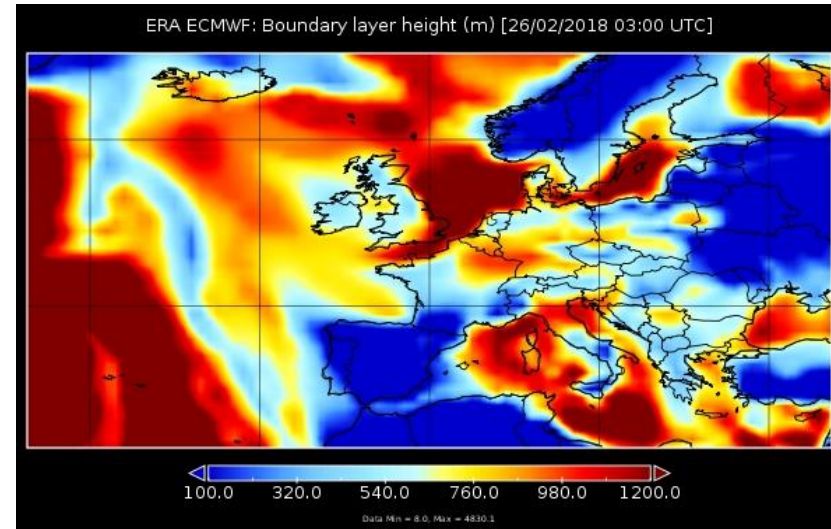 ERA ECMWF: Boundary layer height (m) [26/02/2018 03:00 UTC]
100.0 320.0 540.0 760.0 980.0 1200.0
Data Min = 8.0, Max = 4830.1